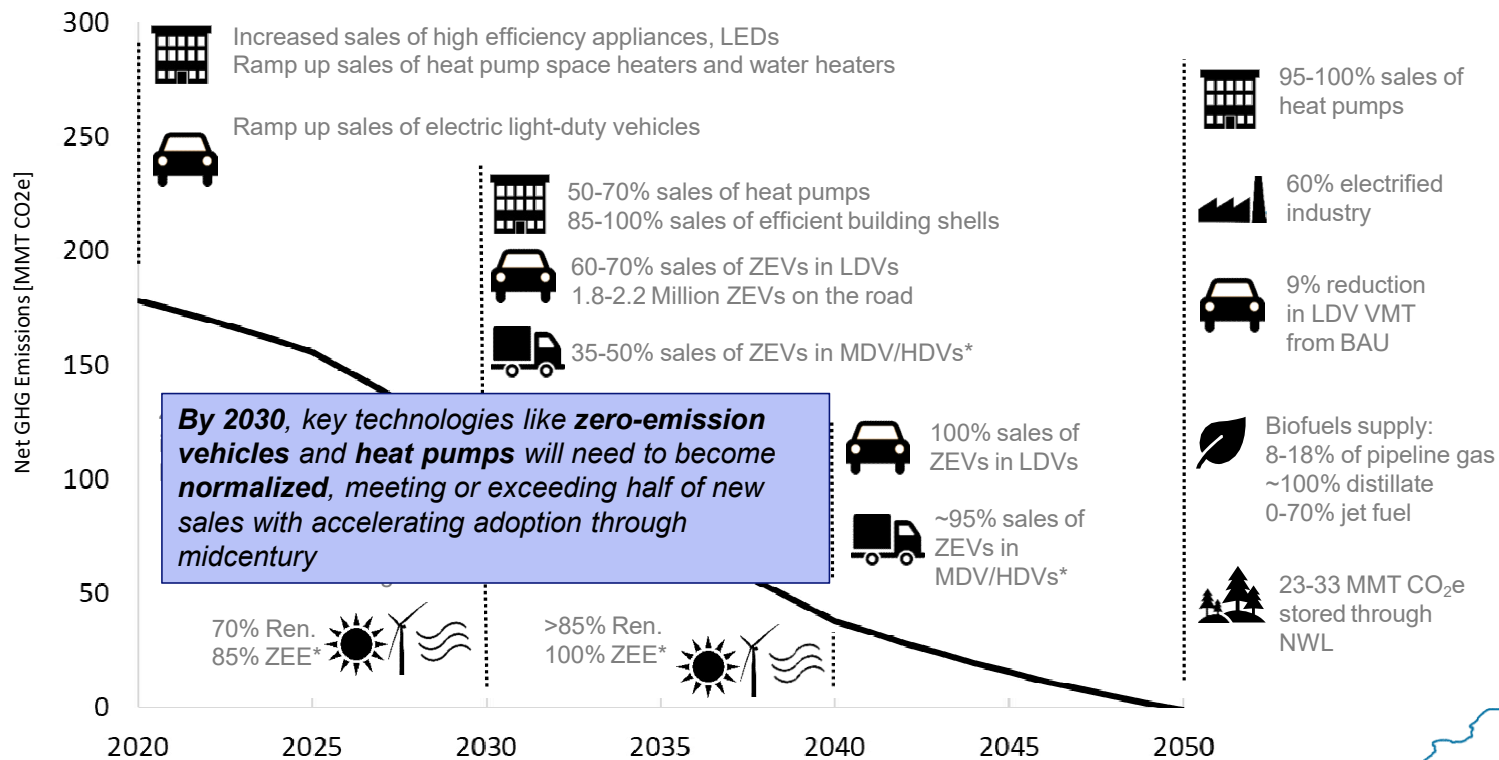 300
250
200
150
100
50
0
Net GHG Emissions [MMT CO2e]
Increased sales of high efficiency appliances, LEDs
Ramp up sales of heat pump space heaters and water heaters
Ramp up sales of electric light-duty vehicles
50-70% sales of heat pumps
85-100% sales of efficient building shells
60-70% sales of ZEVs in LDVs
1.8-2.2 Million ZEVs on the road
35-50% sales of ZEVs in MDV/HDVs*
By 2030, key technologies like zero-emission
vehicles and heat pumps will need to become
normalized, meeting or exceeding half of new
sales with accelerating adoption through
midcentury
70% Ren.
85% ZEE*
>85% Ren.
100% ZEE*
100% sales of
ZEVs in LDVs
~95% sales of
ZEVs in
MDV/HDVs*
95-100% sales of
heat pumps
60% electrified
industry
9% reduction
in LDV VMT
from BAU
Biofuels supply:
8-18% of pipeline gas
~100% distillate
0-70% jet fuel
23-33 MMT CO₂e
stored through
NWL
2020
2025
2030
2035
2040
2045
2050